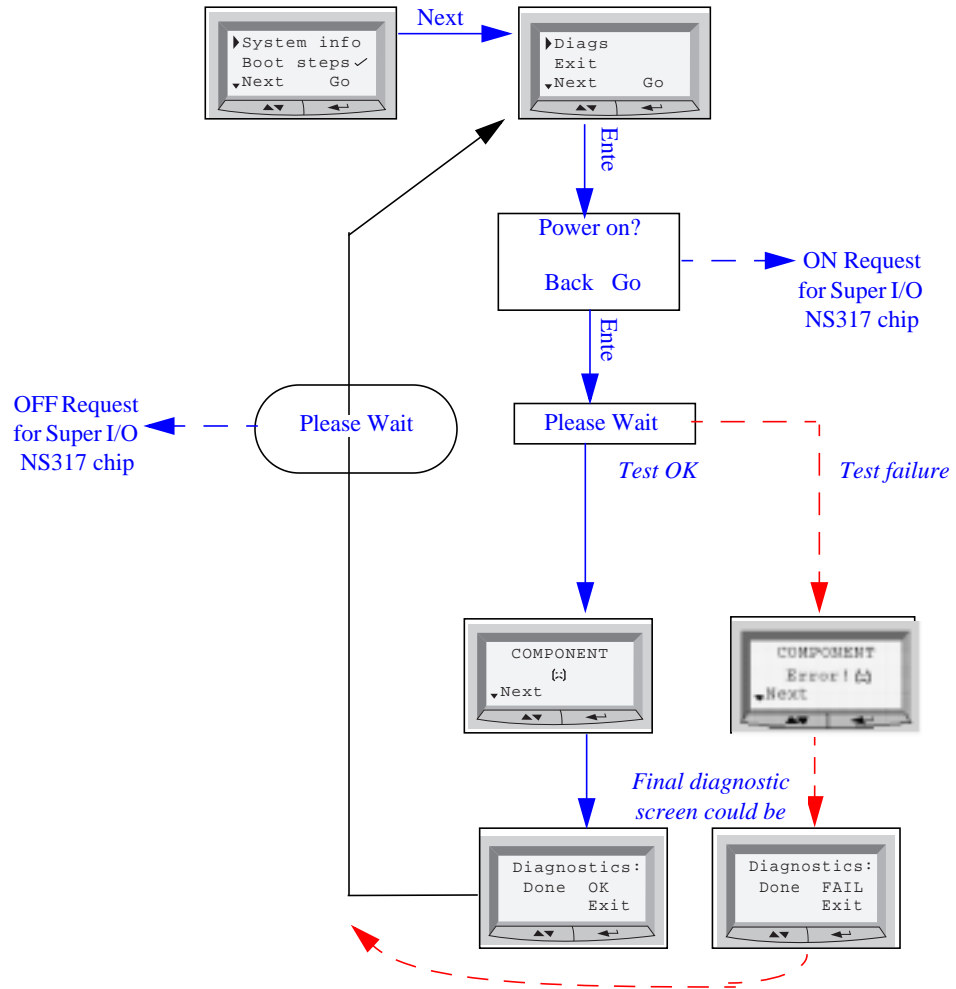 Next
System info
Boot steps✓
Next Go
Diags
Exit
Next Go
Ente
Power on?
Back Go
ON Request
for Super I/O
NS317 chip
Ente
OFF Request
for Super I/O
NS317 chip
Please Wait
Please Wait
Test OK
Test failure
COMPONENT
Next
COMPONENT
Error!
Next
Final diagnostic
screen could be
Diagnostics:
Done OK
Exit
Diagnostics:
Done FAIL
Exit